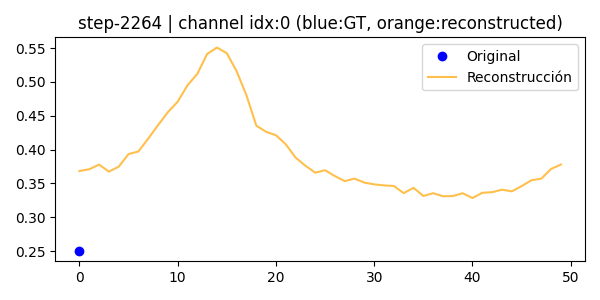 step-2264 | channel idx:0 (blue:GT, orange:reconstructed)
Original
Reconstrucción
0.55
0.50
0.45
0.40
0.35
0.30
0.25
0 10 20 30 40 50